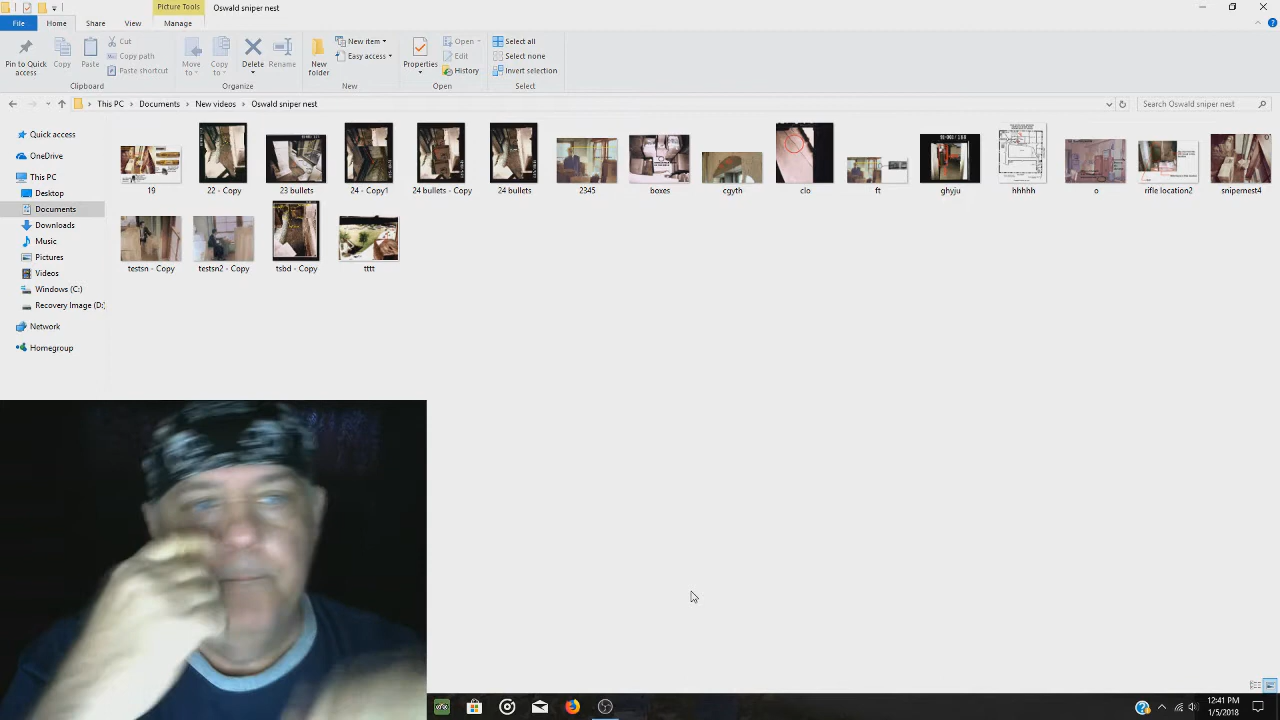 Picture Tools
Oswald sniper nest
File
Home
Share
View
Manage
Pin to Quick access
Copy
Paste
Cut
Copy path
Paste shortcut
Clipboard
Move to
Copy to
Delete
Rename
Organize
New folder
New item
Easy access
New
Properties
Open
Edit
History
Open
Select all
Select none
Invert selection
Select
This PC
Documents
New videos
Oswald sniper nest
Search Oswald sniper nest
Quick access
OneDrive
This PC
Desktop
Documents
Downloads
Music
Pictures
Videos
Windows (C:)
Recovery Image (D:)
Network
Homegroup
19
22 - Copy
23 bullets
24 - Copy1
24 bullets - Copy
24 bullets
2345
boxes
cgyth
clo
ft
ghyju
hhhhh
o
rifle location2
snipernest4
testsn - Copy
testsn2 - Copy
tsbd - Copy
tttt
12:41 PM
1/5/2018